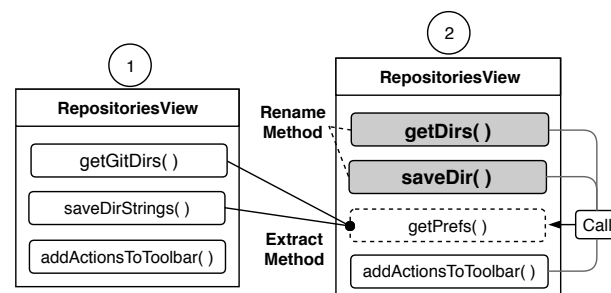 1
RepositoriesView
getGitDirs( )
saveDirStrings( )
addActionsToToolbar( )
Rename
Method
Extract
Method
2
RepositoriesView
getDirs( )
saveDir( )
getPrefs( )
addActionsToToolbar( )
Call